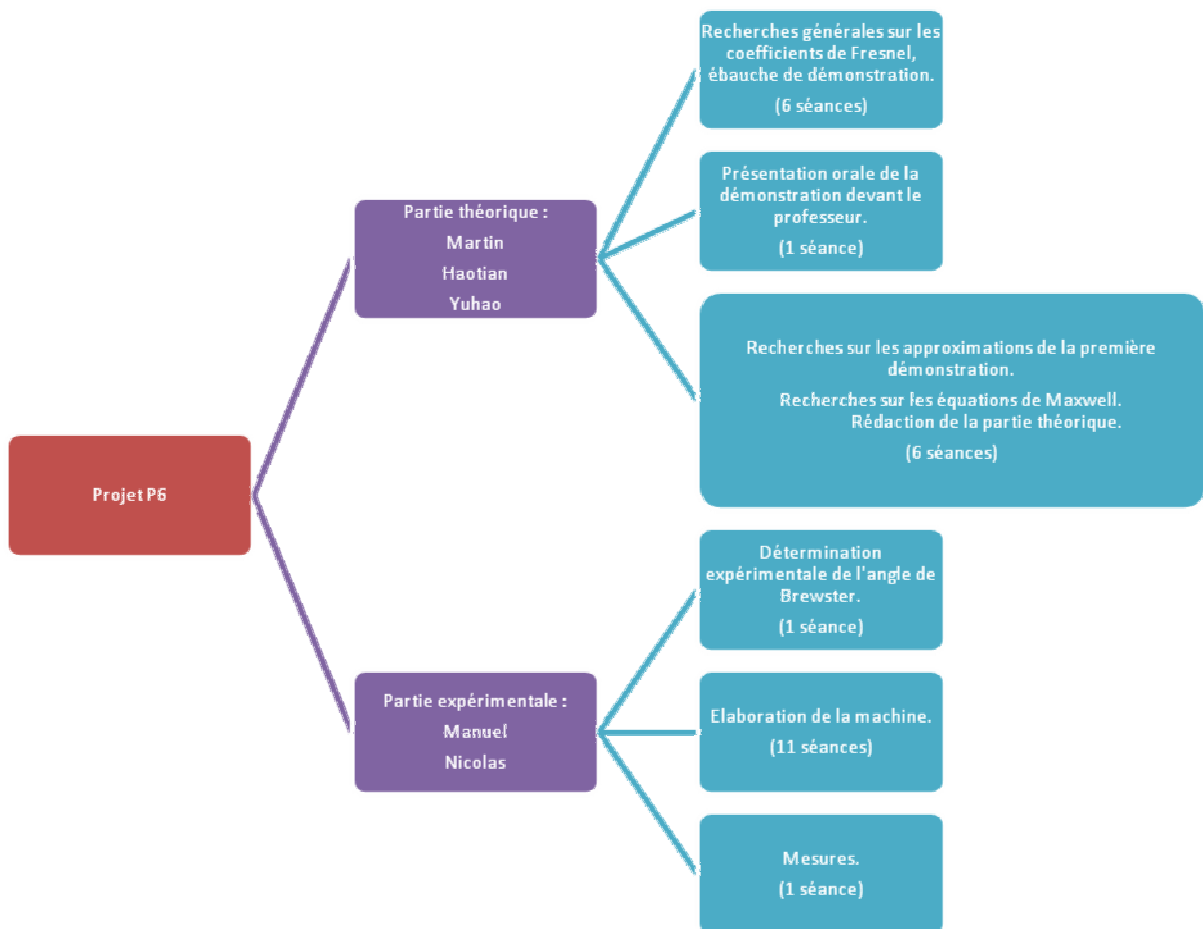 Projet P6
Partie théorique :
Martin
Haotian
Yuhao
Recherches générales sur les
coefficients de Fresnel,
ébauche de démonstration.
(6 séances)
Présentation orale de la
démonstration devant le
professeur.
(1 séance)
Recherches sur les approximations de la première
démonstration.
Recherches sur les équations de Maxwell.
Rédaction de la partie théorique.
(6 séances)
Partie expérimentale :
Manuel
Nicolas
Détermination
expérimentale de l'angle de
Brewster.
(1 séance)
Elaboration de la machine.
(11 séances)
Mesures.
(1 séance)